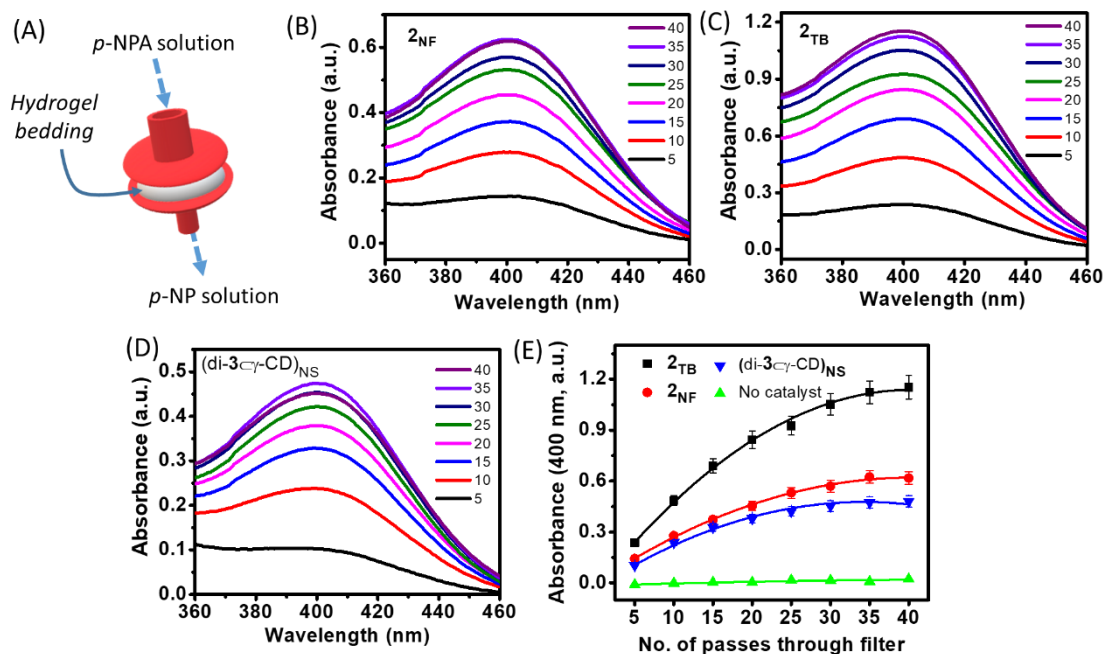 (A)
p-NPA solution
Hydrogel
bedding
p-NP solution
(B)
2NF
40
35
30
25
20
15
10
5
Absorbance (a.u.)
0.6
0.4
0.2
0.0
360 380 400 420 440 460
Wavelength (nm)
(C)
2TB
40
35
30
25
20
15
10
5
Absorbance (a.u.)
1.2
0.9
0.6
0.3
0.0
360 380 400 420 440 460
Wavelength (nm)
(D)
(di-3⊂γ-CD)NS
40
35
30
25
20
15
10
5
Absorbance (a.u.)
0.5
0.4
0.3
0.2
0.1
0.0
360 380 400 420 440 460
Wavelength (nm)
(E)
2TB (di-3⊂γ-CD)NS
2NF No catalyst
Absorbance (400 nm, a.u.)
1.2
0.9
0.6
0.3
0.0
5 10 15 20 25 30 35 40
No. of passes through filter